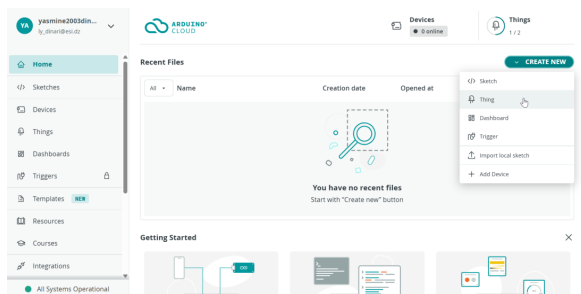 YA
yasmine2003din...
ly_dinari@esi.dz
Home
Sketches
Devices
Things
Dashboards
Triggers
Templates NEW
Resources
Courses
Integrations
All Systems Operational
ARDUINO
CLOUD
Devices
0 online
Things
1 / 2
Recent Files
CREATE NEW
All
Name
Creation date
Opened at
Sketch
Thing
Dashboard
Trigger
Import local sketch
Add Device
You have no recent files
Start with "Create new" button
Getting Started